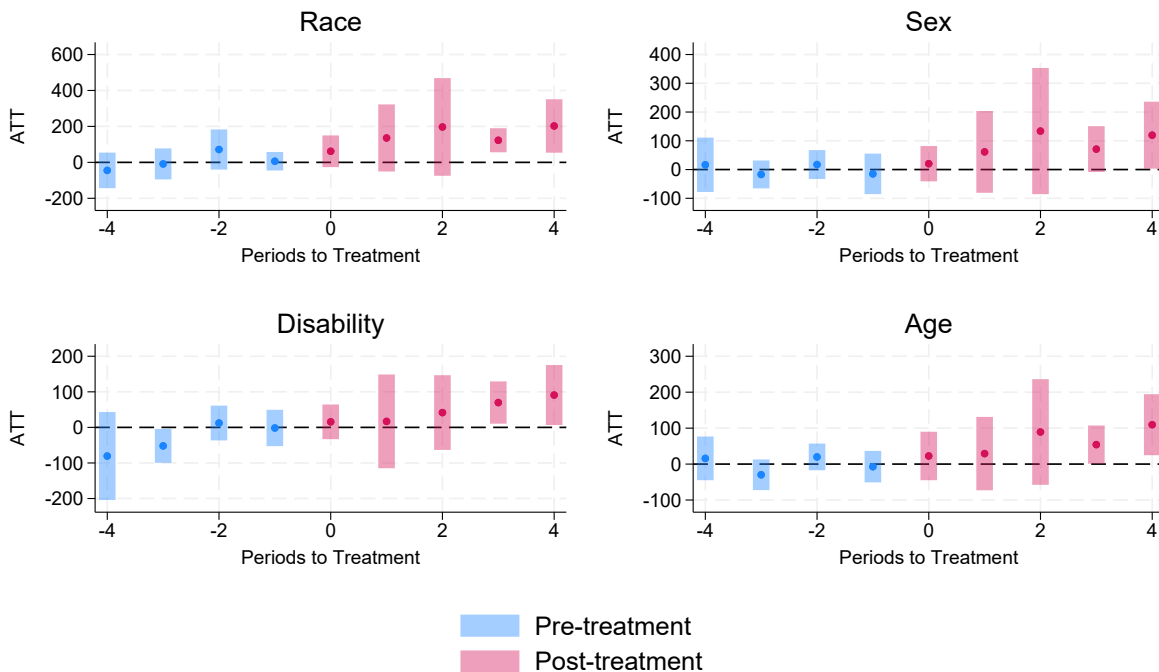 Race
600
400
200
0
-200
ATT
-4 -2 0 2 4
Periods to Treatment
Sex
400
300
200
100
0
-100
ATT
-4 -2 0 2 4
Periods to Treatment
Disability
200
100
0
-100
-200
ATT
-4 -2 0 2 4
Periods to Treatment
Age
300
200
100
0
-100
ATT
-4 -2 0 2 4
Periods to Treatment
Pre-treatment
Post-treatment